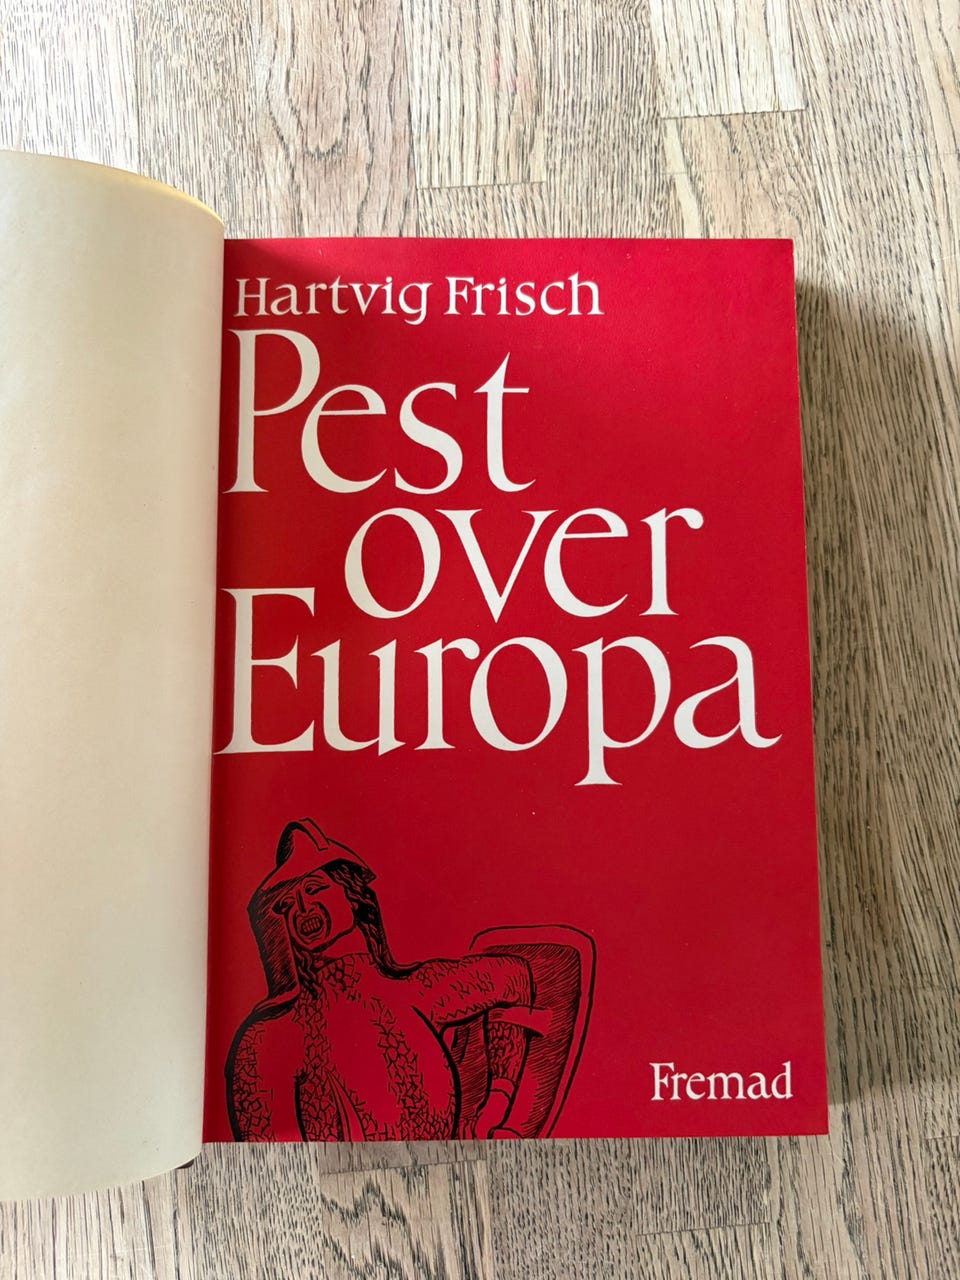 Hartvig Frisch
Pest
over
Europa
Fremad